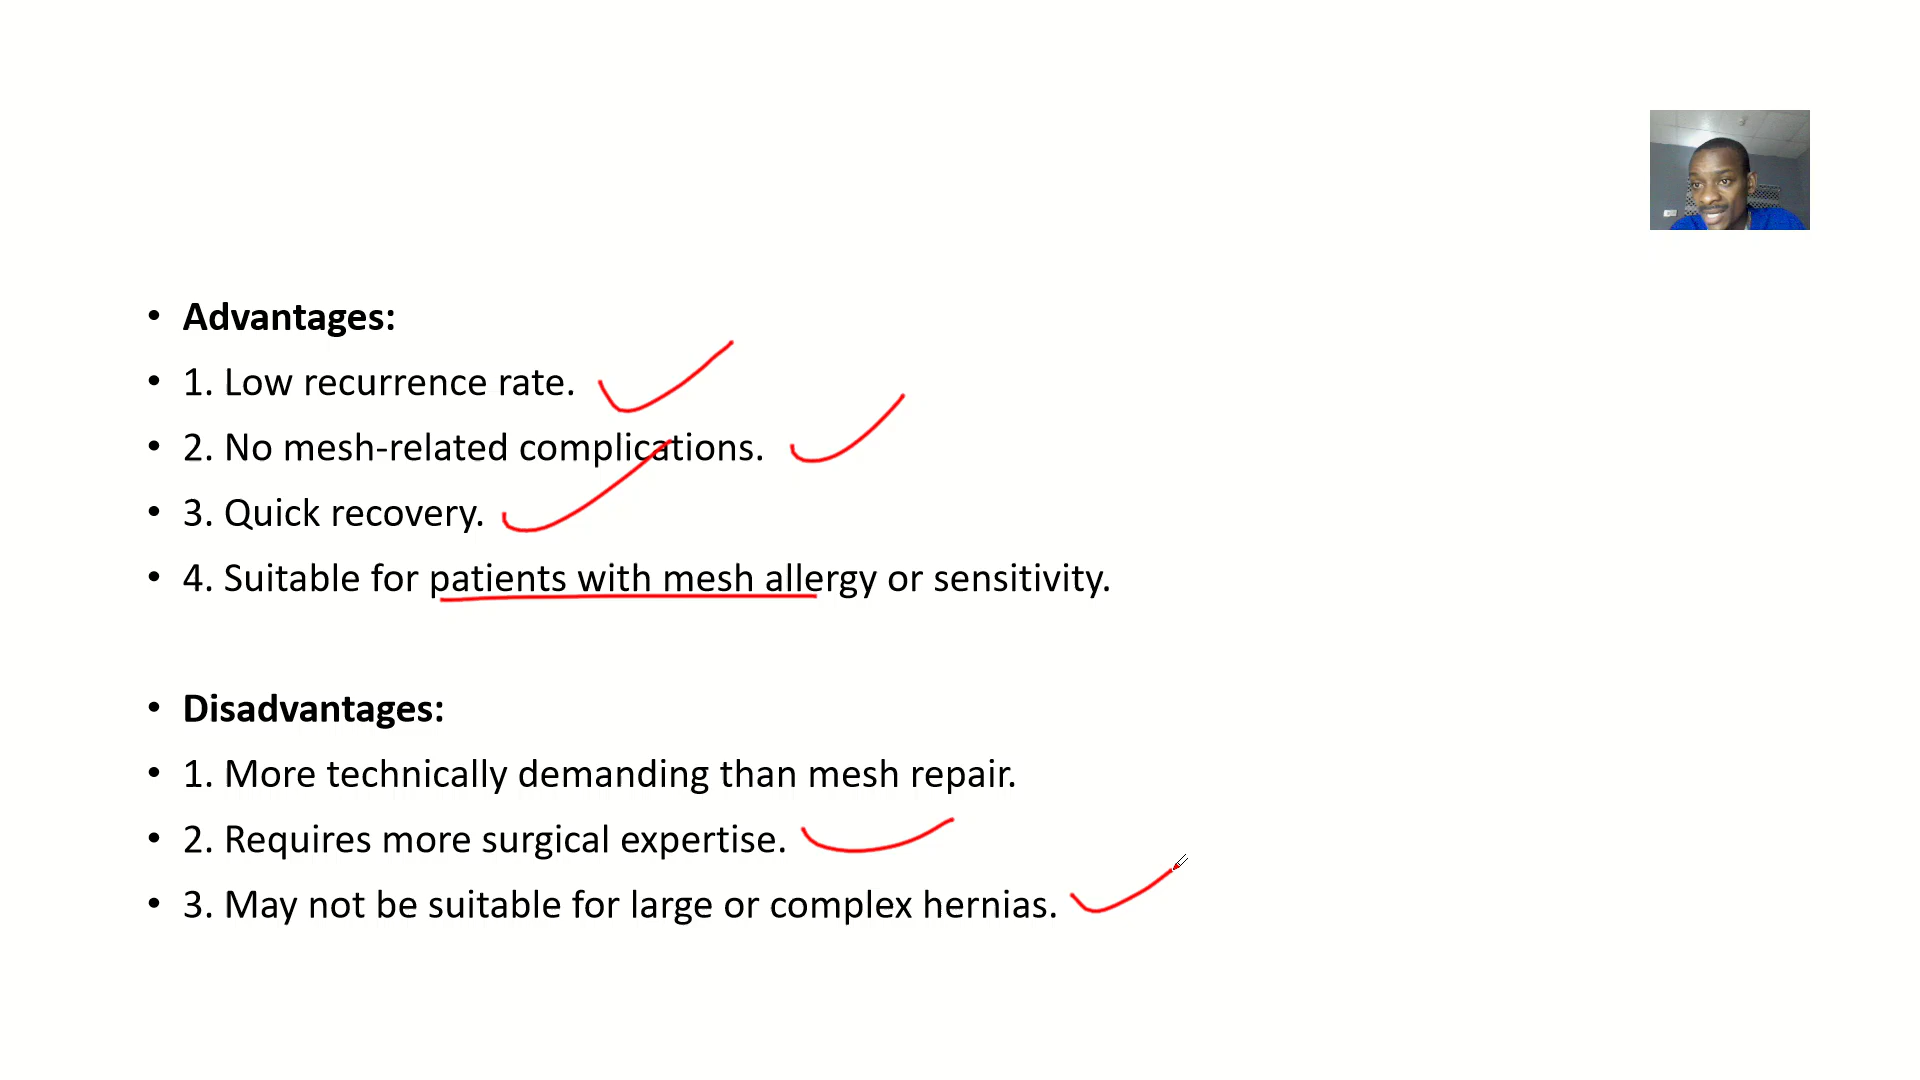 • Advantages:
• 1. Low recurrence rate.
• 2. No mesh-related complications.
• 3. Quick recovery.
• 4. Suitable for patients with mesh allergy or sensitivity.
• Disadvantages:
• 1. More technically demanding than mesh repair.
• 2. Requires more surgical expertise.
• 3. May not be suitable for large or complex hernias.